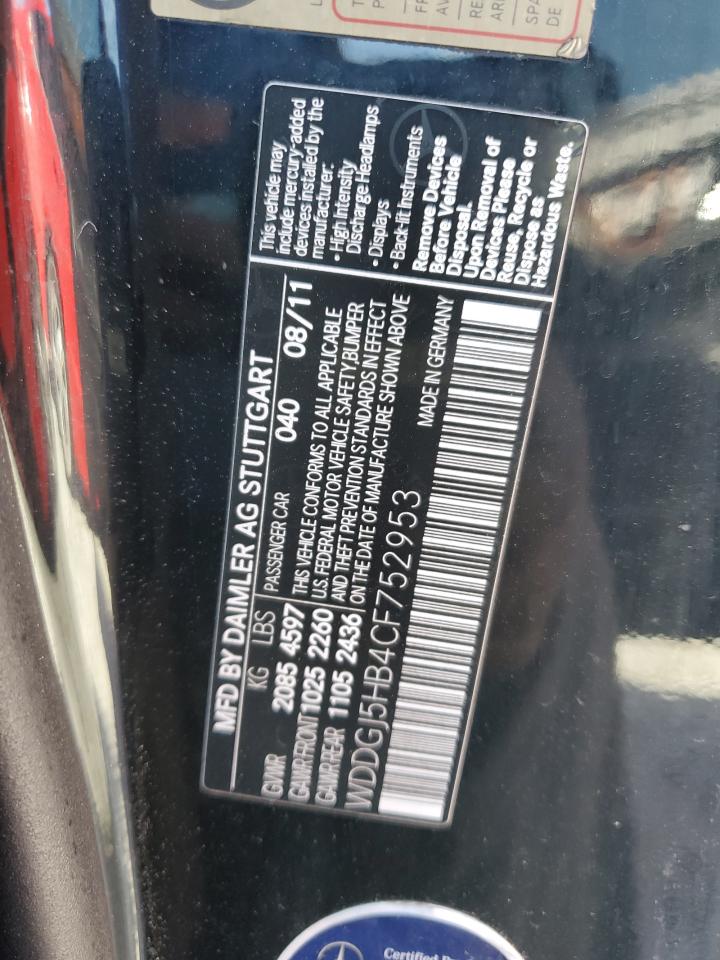 MFD BY DAIMLER AG STUTTGART
KG LBS PASSENGER CAR 040 08/11
GVWR 2085 4597
GAWR FRONT 1025 2260
GAWR REAR 1105 2436
THIS VEHICLE CONFORMS TO ALL APPLICABLE
U.S. FEDERAL MOTOR VEHICLE SAFETY,BUMPER
AND THEFT PREVENTION STANDARDS IN EFFECT
ON THE DATE OF MANUFACTURE SHOWN ABOVE
WDDGJ5HB4CF752953 MADE IN GERMANY
This vehicle may
include mercury-added
devices installed by the
manufacturer:
• High Intensity
Discharge Headlamps
• Displays
• Back-lit Instruments
Remove Devices
Before Vehicle
Disposal.
Upon Removal of
Devices Please
Reuse, Recycle or
Dispose as
Hazardous Waste.
SPA
DE
Certified